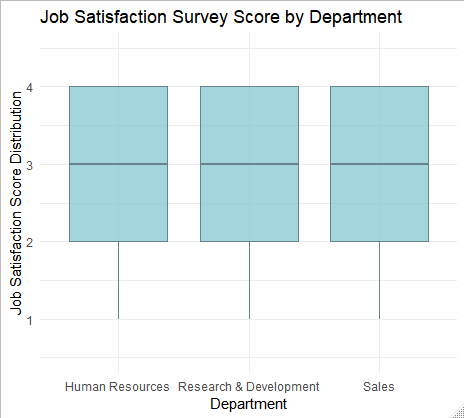 Job Satisfaction Survey Score by Department
Job Satisfaction Score Distribution
4
3
2
1
Human Resources Research & Development Sales
Department